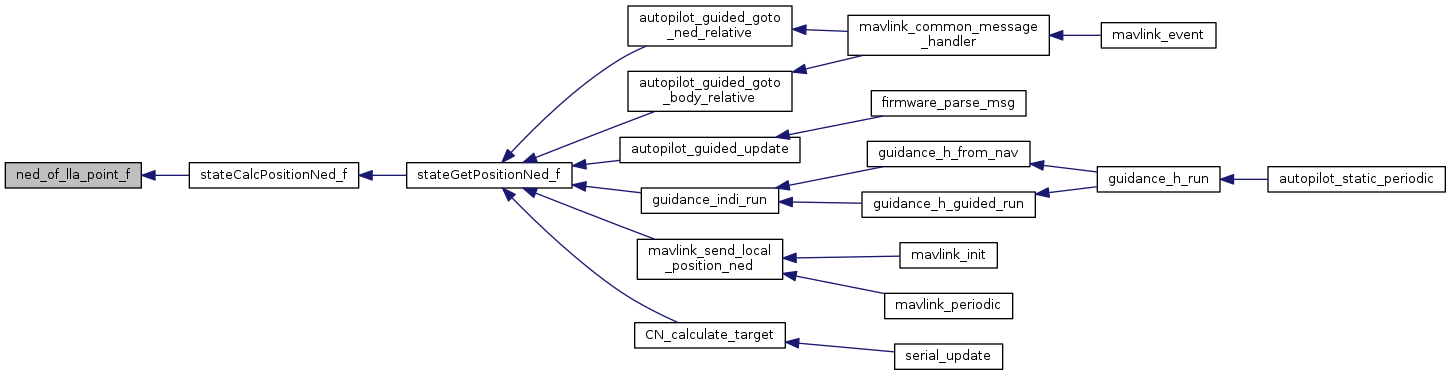 ned_of_lla_point_f
stateCalcPositionNed_f
stateGetPositionNed_f
autopilot_guided_goto
_ned_relative
autopilot_guided_goto
_body_relative
autopilot_guided_update
guidance_indi_run
mavlink_send_local
_position_ned
CN_calculate_target
mavlink_common_message
_handler
firmware_parse_msg
guidance_h_from_nav
guidance_h_guided_run
mavlink_init
mavlink_periodic
serial_update
mavlink_event
guidance_h_run
autopilot_static_periodic